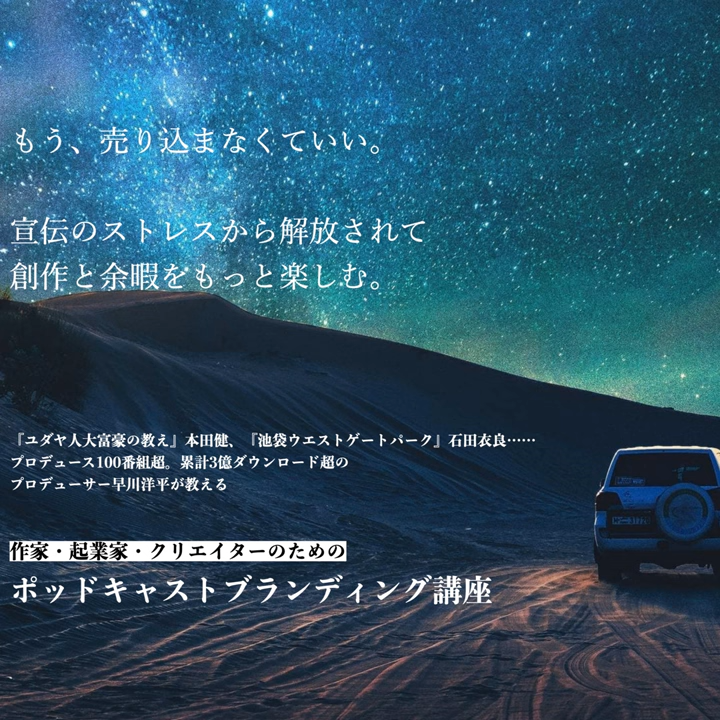 もう、売り込まなくていい。
宣伝のストレスから解放されて
創作と余暇をもっと楽しむ。
『ユダヤ人大富豪の教え』本田健、『池袋ウエストゲートパーク』石田衣良……
プロデュース100番組超。累計3億ダウンロード超の
プロデューサー早川洋平が教える
作家・起業家・クリエイターのための
ポッドキャストブランディング講座